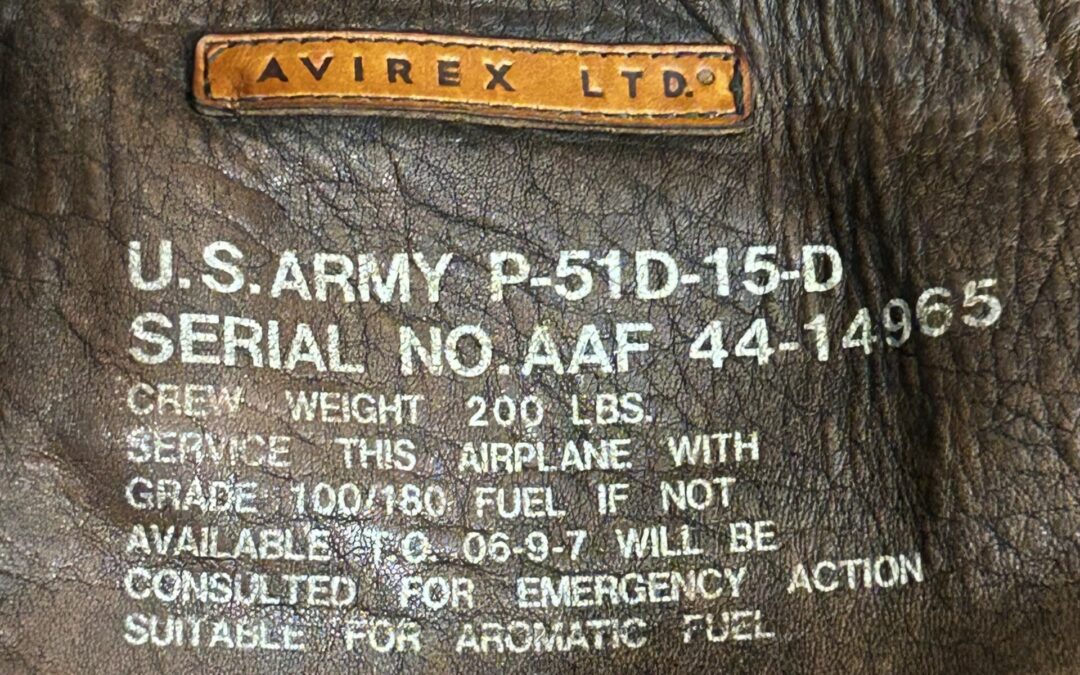 AVIREX LTD.®
U.S.ARMY P-51D-15-D
SERIAL NO.AAF 44-14965
CREW WEIGHT 200 LBS.
SERVICE THIS AIRPLANE WITH
GRADE 100/180 FUEL IF NOT
AVAILABLE T.O. 06-9-7 WILL BE
CONSULTED FOR EMERGENCY ACTION
SUITABLE FOR AROMATIC FUEL